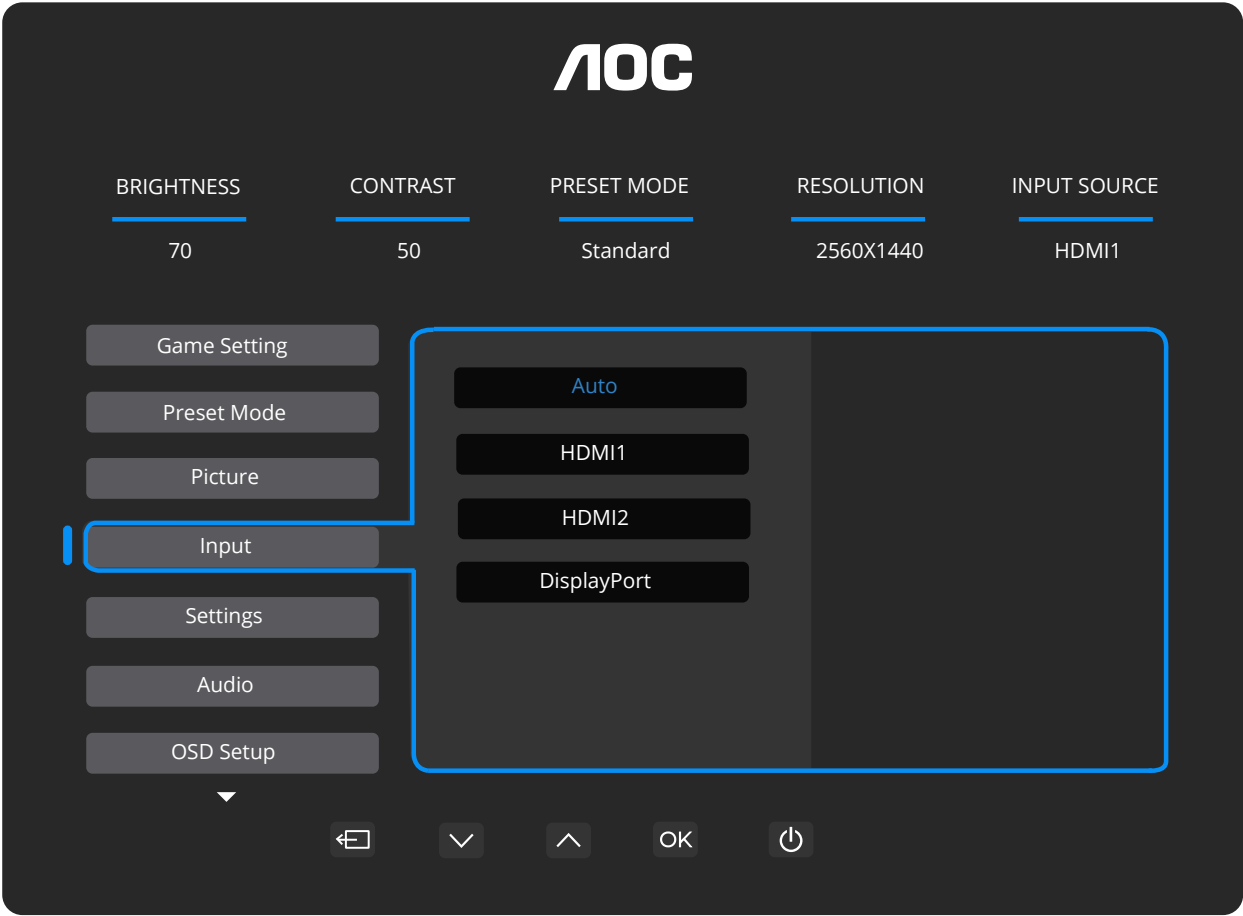 AOC
BRIGHTNESS CONTRAST PRESET MODE RESOLUTION INPUT SOURCE
70 50 Standard 2560X1440 HDMI1
Game Setting
Preset Mode
Picture
Input
Settings
Audio
OSD Setup
Auto
HDMI1
HDMI2
DisplayPort
OK